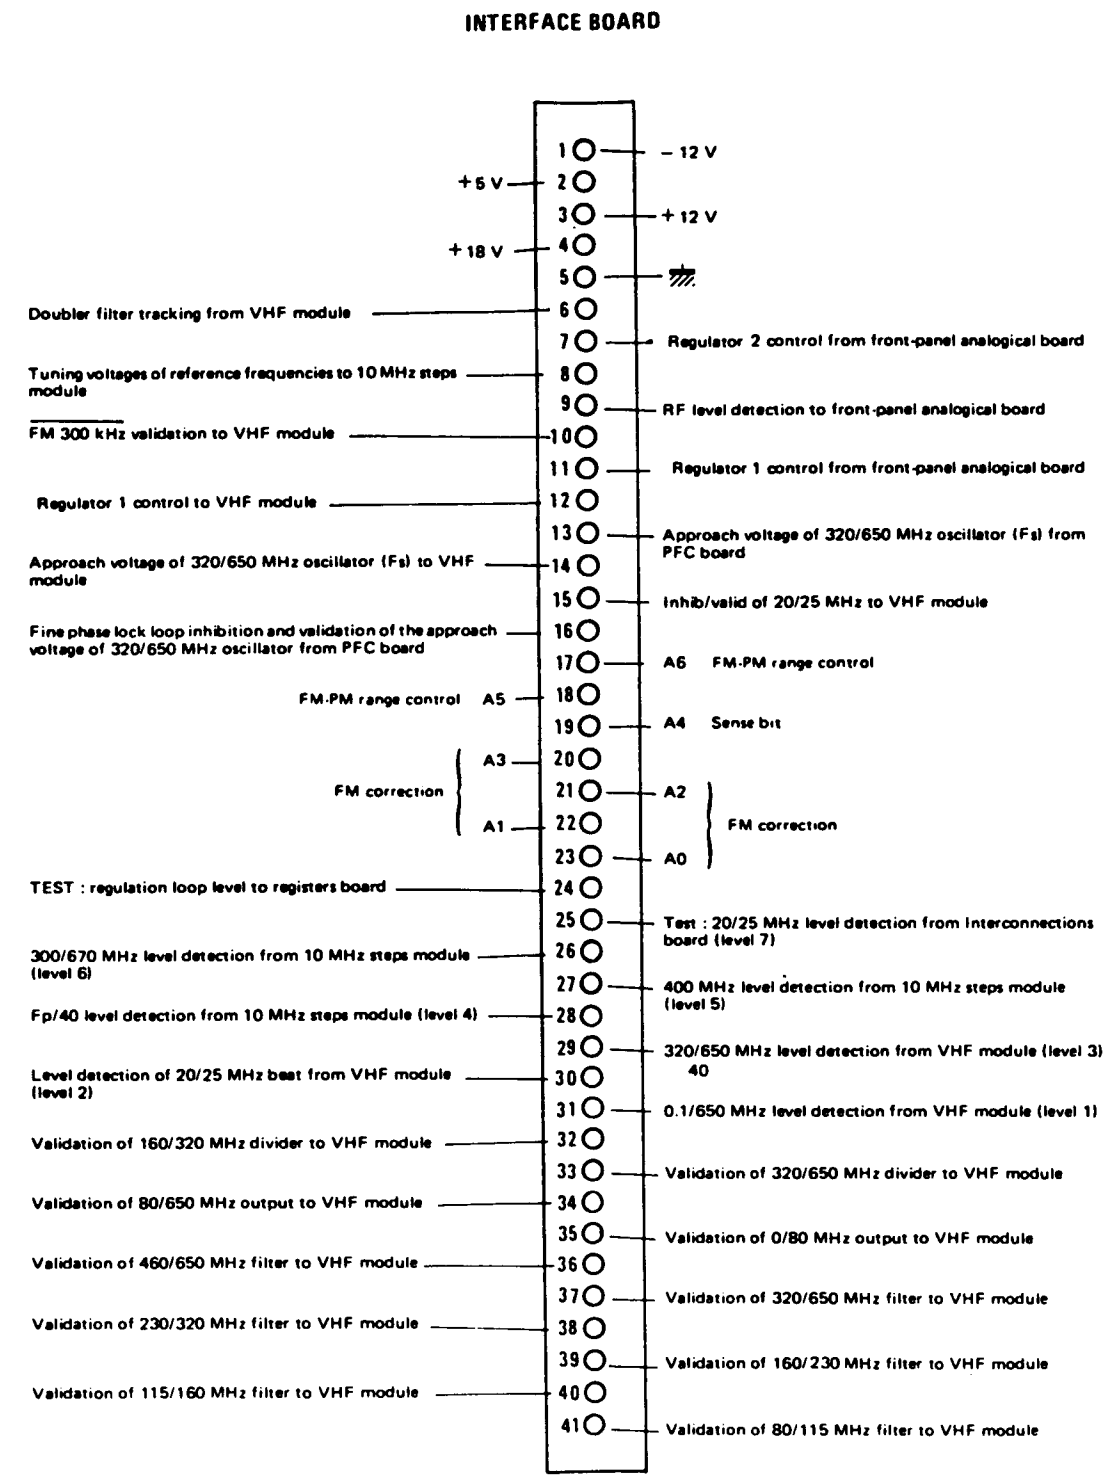 INTERFACE BOARD
1 − 12 V
+5 V 2
3 + 12 V
+ 18 V 4
5
Doubler filter tracking from VHF module 6
7 Regulator 2 control from front-panel analogical board
Tuning voltages of reference frequencies to 10 MHz steps 8
module
9 RF level detection to front-panel analogical board
FM 300 kHz validation to VHF module 10
11 Regulator 1 control from front-panel analogical board
Regulator 1 control to VHF module 12
13 Approach voltage of 320/650 MHz oscillator (Fs) from
PFC board
Approach voltage of 320/650 MHz oscillator (Fs) to VHF 14
module
15 Inhib/valid of 20/25 MHz to VHF module
Fine phase lock loop inhibition and validation of the approach 16
voltage of 320/650 MHz oscillator from PFC board
17 A6 FM-PM range control
FM-PM range control A5 18
19 A4 Sense bit
A3 20
FM correction
21 A2
A1 22
FM correction
23 A0
TEST : regulation loop level to registers board 24
25 Test : 20/25 MHz level detection from Interconnections
board (level 7)
300/670 MHz level detection from 10 MHz steps module 26
(level 6)
27 400 MHz level detection from 10 MHz steps module
(level 5)
Fp/40 level detection from 10 MHz steps module (level 4) 28
29 320/650 MHz level detection from VHF module (level 3)
40
Level detection of 20/25 MHz beat from VHF module 30
(level 2)
31 0.1/650 MHz level detection from VHF module (level 1)
Validation of 160/320 MHz divider to VHF module 32
33 Validation of 320/650 MHz divider to VHF module
Validation of 80/650 MHz output to VHF module 34
35 Validation of 0/80 MHz output to VHF module
Validation of 460/650 MHz filter to VHF module 36
37 Validation of 320/650 MHz filter to VHF module
Validation of 230/320 MHz filter to VHF module 38
39 Validation of 160/230 MHz filter to VHF module
Validation of 115/160 MHz filter to VHF module 40
41 Validation of 80/115 MHz filter to VHF module